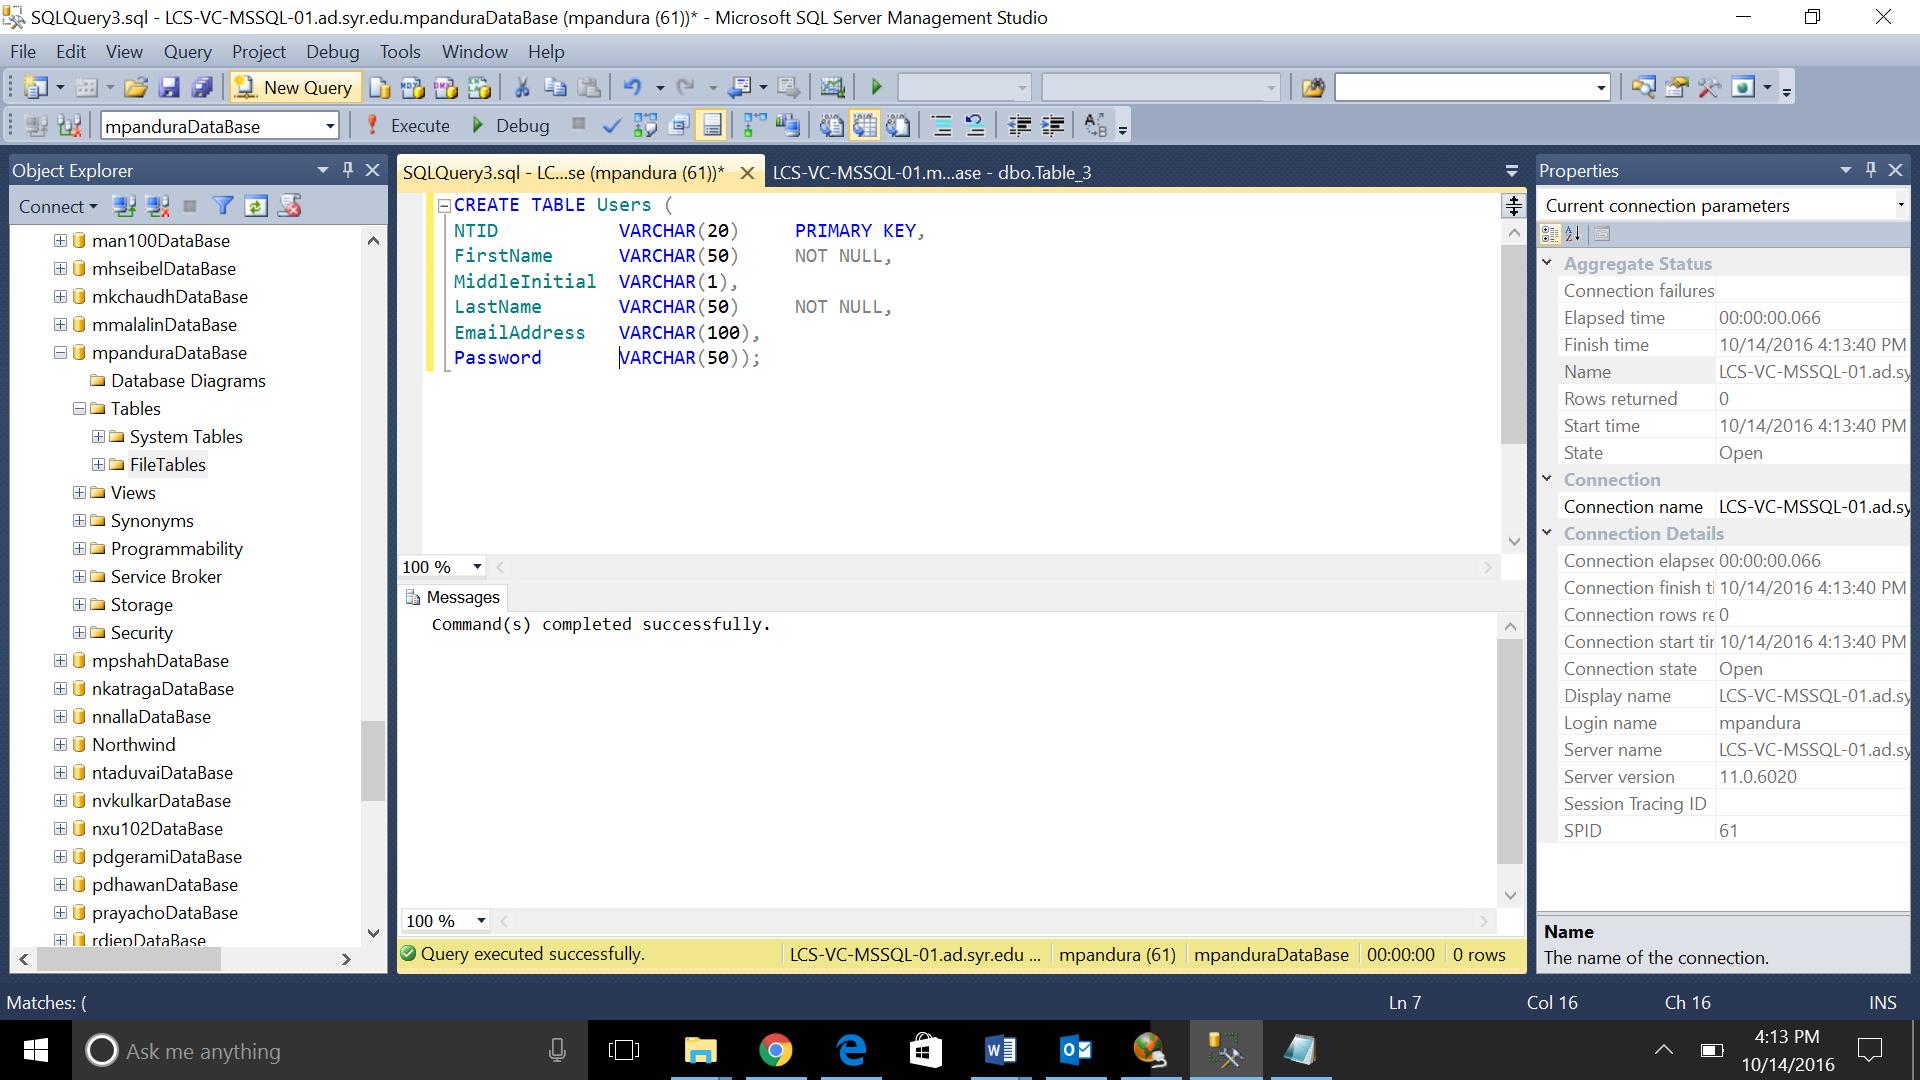 SQLQuery3.sql - LCS-VC-MSSQL-01.ad.syr.edu.mpanduraDataBase (mpandura (61))* - Microsoft SQL Server Management Studio
File Edit View Query Project Debug Tools Window Help
New Query
mpanduraDataBase Execute Debug
Object Explorer
Connect
man100DataBase
mhseibelDataBase
mkchaudhDataBase
mmalalinDataBase
mpanduraDataBase
Database Diagrams
Tables
System Tables
FileTables
Views
Synonyms
Programmability
Service Broker
Storage
Security
mpshahDataBase
nkatragaDataBase
nnallaDataBase
Northwind
ntaduvaiDataBase
nvkulkarDataBase
nxu102DataBase
pdgeramiDataBase
pdhawanDataBase
prayachoDataBase
rdiepDataBase
SQLQuery3.sql - LC...se (mpandura (61))* LCS-VC-MSSQL-01.m...ase - dbo.Table_3
CREATE TABLE Users (
NTID VARCHAR(20) PRIMARY KEY,
FirstName VARCHAR(50) NOT NULL,
MiddleInitial VARCHAR(1),
LastName VARCHAR(50) NOT NULL,
EmailAddress VARCHAR(100),
Password VARCHAR(50));
100 %
Messages
Command(s) completed successfully.
100 %
Query executed successfully. LCS-VC-MSSQL-01.ad.syr.edu ... mpandura (61) mpanduraDataBase 00:00:00 0 rows
Properties
Current connection parameters
Aggregate Status
Connection failures
Elapsed time 00:00:00.066
Finish time 10/14/2016 4:13:40 PM
Name LCS-VC-MSSQL-01.ad.sy
Rows returned 0
Start time 10/14/2016 4:13:40 PM
State Open
Connection
Connection name LCS-VC-MSSQL-01.ad.sy
Connection Details
Connection elapsed 00:00:00.066
Connection finish ti 10/14/2016 4:13:40 PM
Connection rows re 0
Connection start tir 10/14/2016 4:13:40 PM
Connection state Open
Display name LCS-VC-MSSQL-01.ad.sy
Login name mpandura
Server name LCS-VC-MSSQL-01.ad.sy
Server version 11.0.6020
Session Tracing ID
SPID 61
Name
The name of the connection.
Matches: ( Ln 7 Col 16 Ch 16 INS
Ask me anything
4:13 PM
10/14/2016